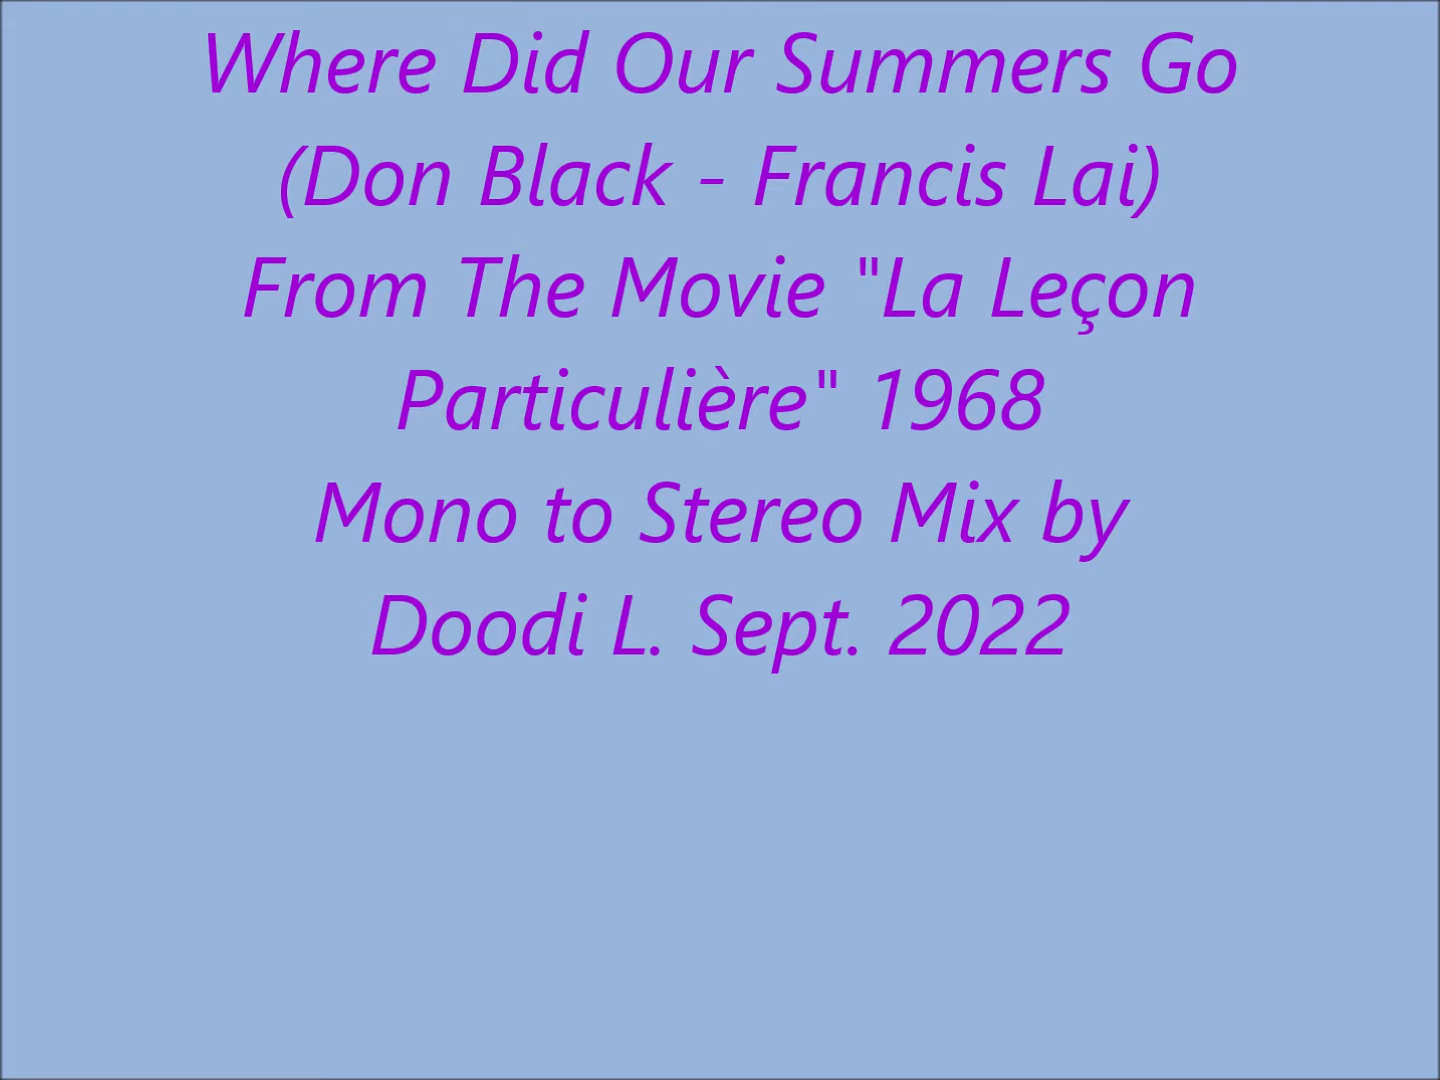 Where Did Our Summers Go
(Don Black - Francis Lai)
From The Movie "La Leçon
Particulière" 1968
Mono to Stereo Mix by
Doodi L. Sept. 2022